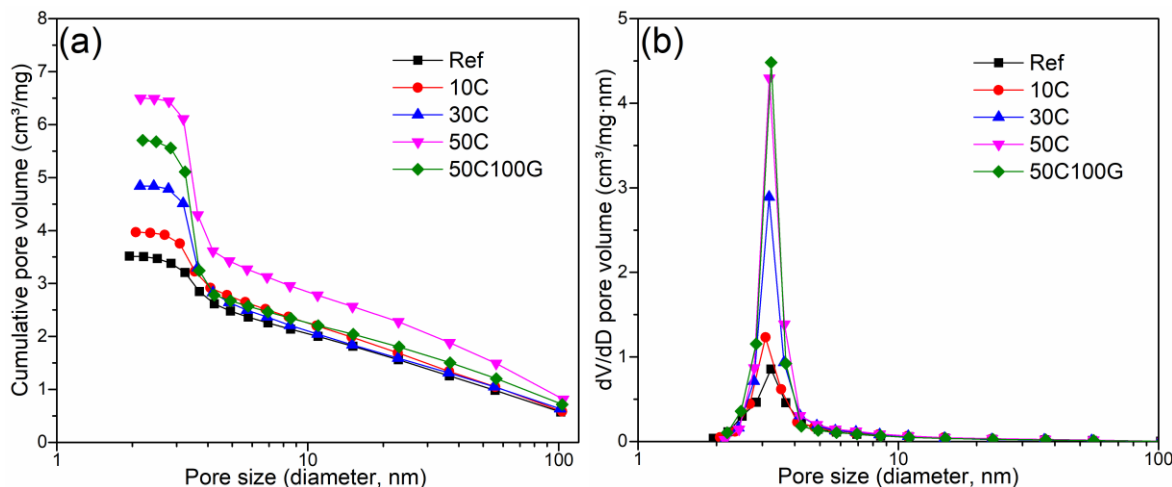 (a)
Ref
10C
30C
50C
50C100G
Cumulative pore volume (cm³/mg)
8
7
6
5
4
3
2
1
0
1
10
100
Pore size (diameter, nm)
(b)
Ref
10C
30C
50C
50C100G
dV/dD pore volume (cm³/mg·nm)
5
4
3
2
1
0
1
10
100
Pore size (diameter, nm)